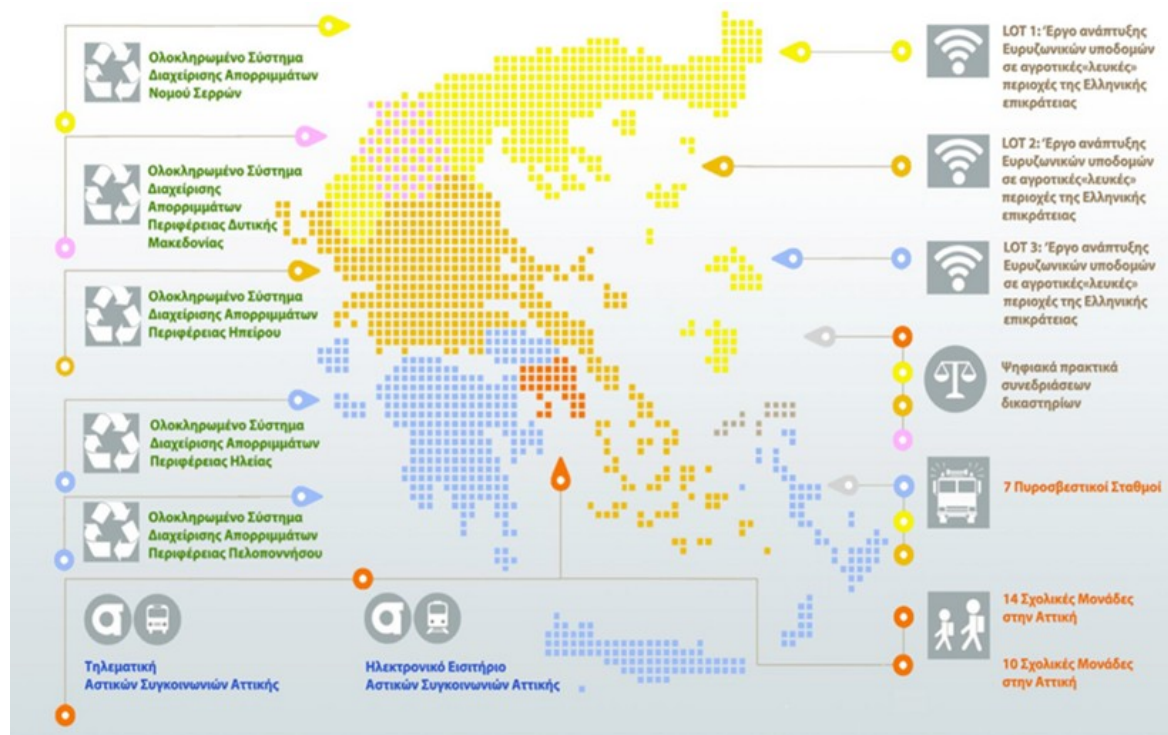 Ολοκληρωμένο Σύστημα
Διαχείρισης Απορριμμάτων
Νομού Σερρών
Ολοκληρωμένο Σύστημα
Διαχείρισης
Απορριμμάτων
Περιφέρειας Δυτικής
Μακεδονίας
Ολοκληρωμένο Σύστημα
Διαχείρισης Απορριμμάτων
Περιφέρειας Ηπείρου
Ολοκληρωμένο Σύστημα
Διαχείρισης Απορριμμάτων
Περιφέρειας Ηλείας
Ολοκληρωμένο Σύστημα
Διαχείρισης Απορριμμάτων
Περιφέρειας Πελοποννήσου
Τηλεματική
Αστικών Συγκοινωνιών Αττικής
Ηλεκτρονικό Εισιτήριο
Αστικών Συγκοινωνιών Αττικής
LOT 1: Έργο ανάπτυξης
Ευρυζωνικών υποδομών
σε αγροτικές«λευκές»
περιοχές της Ελληνικής
επικράτειας
LOT 2: Έργο ανάπτυξης
Ευρυζωνικών υποδομών
σε αγροτικές«λευκές»
περιοχές της Ελληνικής
επικράτειας
LOT 3: Έργο ανάπτυξης
Ευρυζωνικών υποδομών
σε αγροτικές«λευκές»
περιοχές της Ελληνικής
επικράτειας
Ψηφιακά πρακτικά
συνεδριάσεων
δικαστηρίων
7 Πυροσβεστικοί Σταθμοί
14 Σχολικές Μονάδες
στην Αττική
10 Σχολικές Μονάδες
στην Αττική